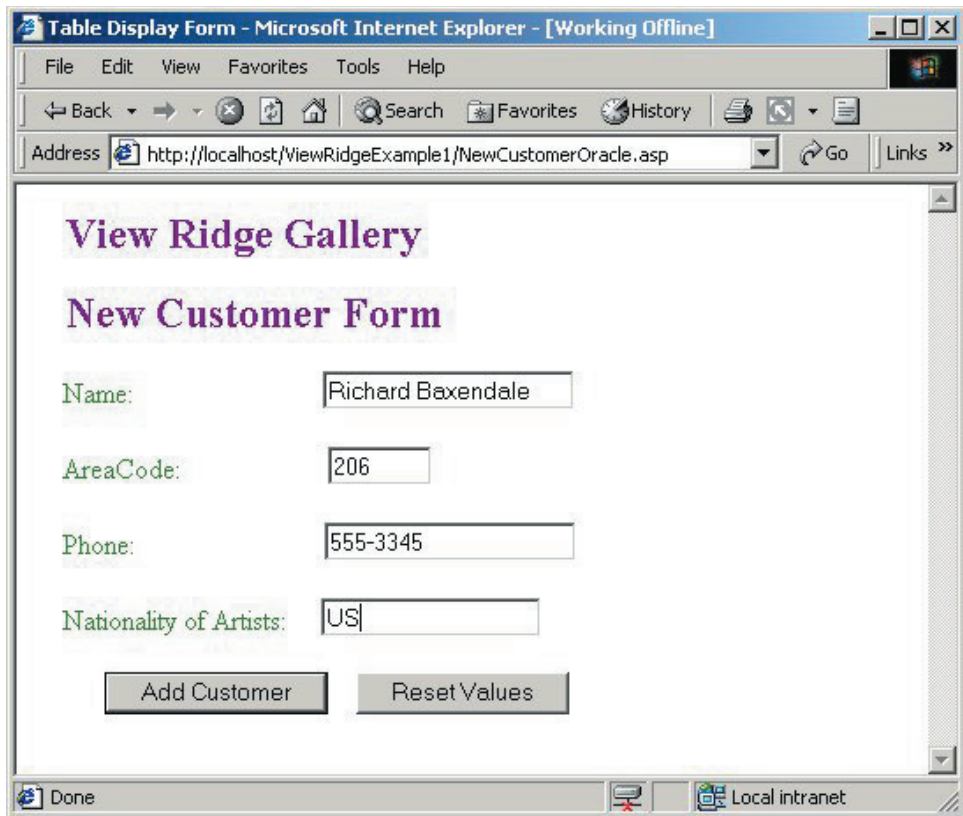 Table Display Form - Microsoft Internet Explorer - [Working Offline]
File Edit View Favorites Tools Help
Back Search Favorites History
Address http://localhost/ViewRidgeExample1/NewCustomerOracle.asp Go Links »
View Ridge Gallery
New Customer Form
Name: Richard Baxendale
AreaCode: 206
Phone: 555-3345
Nationality of Artists: US
Add Customer Reset Values
Done Local intranet